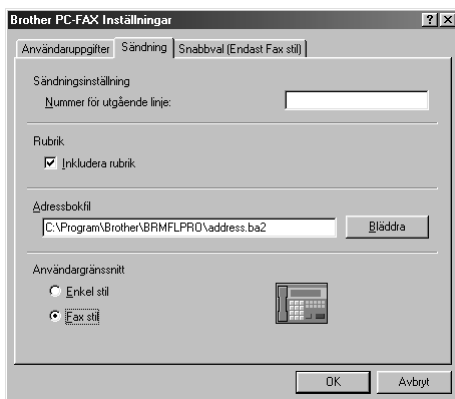 Brother PC-FAX Inställningar
Användaruppgifter Sändning Snabbval (Endast Fax stil)
Sändningsinställning
Nummer för utgående linje:
Rubrik
Inkludera rubrik
Adressbokfil
C:\Program\Brother\BRMFLPRO\address.ba2 Bläddra
Användargränssnitt
Enkel stil
Fax stil
OK Avbryt